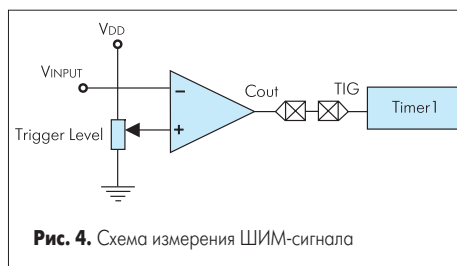 VDD
VINPUT
Cout
TIG
Timer1
Trigger Level
−
+
Рис. 4. Схема измерения ШИМ-сигнала